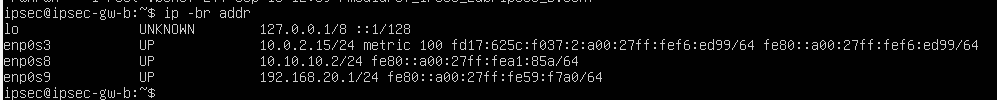 ipsec@ipsec-gw-b:~$ ip -br addr
lo UNKNOWN 127.0.0.1/8 ::1/128
enp0s3 UP 10.0.2.15/24 metric 100 fd17:625c:f037:2:a00:27ff:fef6:ed99/64 fe80::a00:27ff:fef6:ed99/64
enp0s8 UP 10.10.10.2/24 fe80::a00:27ff:fea1:85a/64
enp0s9 UP 192.168.20.1/24 fe80::a00:27ff:fe59:f7a0/64
ipsec@ipsec-gw-b:~$